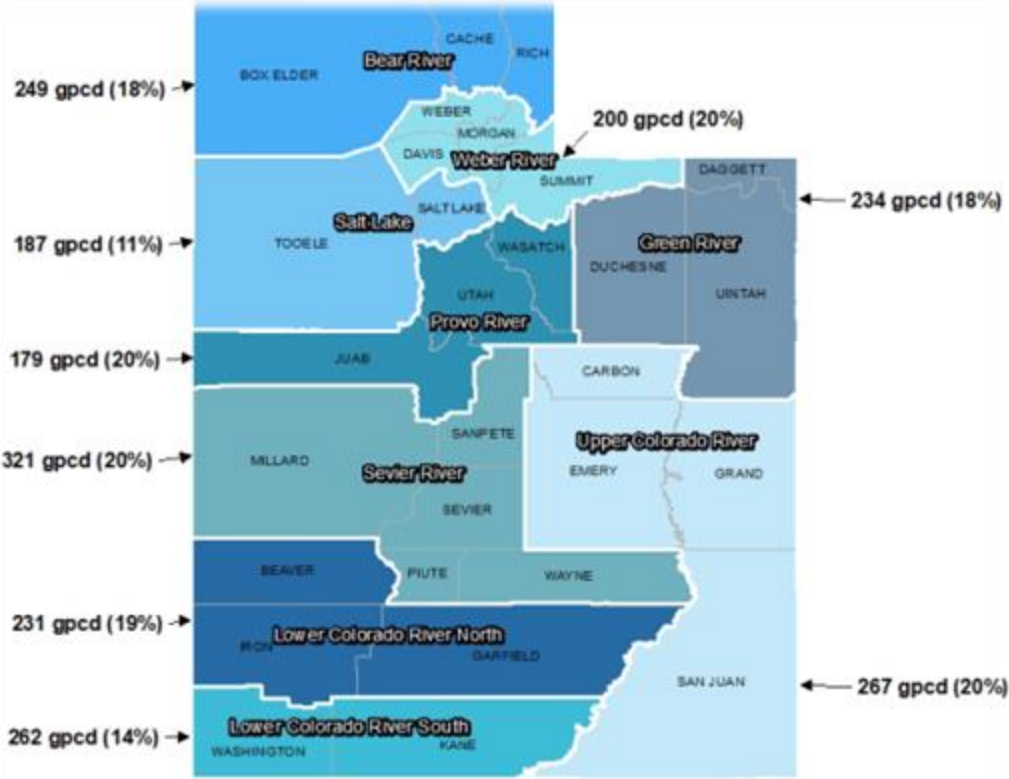 CACHE
RICH
Bear River
BOX ELDER
249 gpcd (18%)
WEBER
200 gpcd (20%)
MORGAN
DAVIS
Weber River
DAGGETT
SUMMIT
234 gpcd (18%)
SALT LAKE
Salt Lake
187 gpcd (11%)
TOOELE
WASATCH
Green River
DUCHESNE
UINTAH
UTAH
Provo River
179 gpcd (20%)
JUAB
CARBON
SANPETE
Upper Colorado River
321 gpcd (20%)
MILLARD
Sevier River
EMERY
GRAND
SEVIER
BEAVER
PIUTE
WAYNE
231 gpcd (19%)
Lower Colorado River North
IRON
GARFIELD
SAN JUAN
267 gpcd (20%)
Lower Colorado River South
262 gpcd (14%)
WASHINGTON
KANE